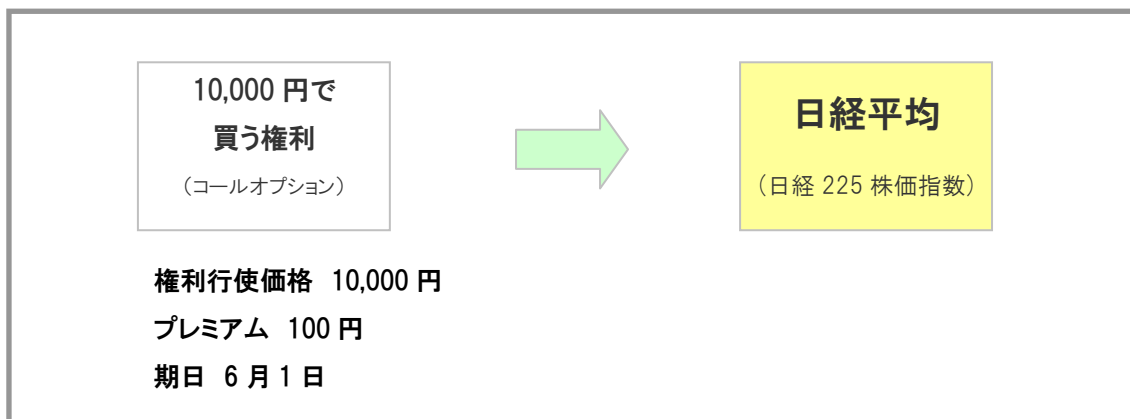 10,000 円で
買う権利
（コールオプション）
日経平均
（日経 225 株価指数）
権利行使価格 10,000 円
プレミアム 100 円
期日 6 月 1 日